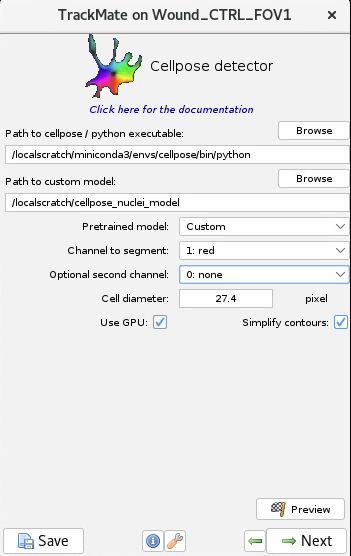 TrackMate on Wound_CTRL_FOV1 ×
Cellpose detector
Click here for the documentation
Path to cellpose / python executable: Browse
/localscratch/miniconda3/envs/cellpose/bin/python
Path to custom model: Browse
/localscratch/cellpose_nuclei_model
Pretrained model: Custom
Channel to segment: 1: red
Optional second channel: 0: none
Cell diameter: 27.4 pixel
Use GPU: Simplify contours:
Preview
Save Next